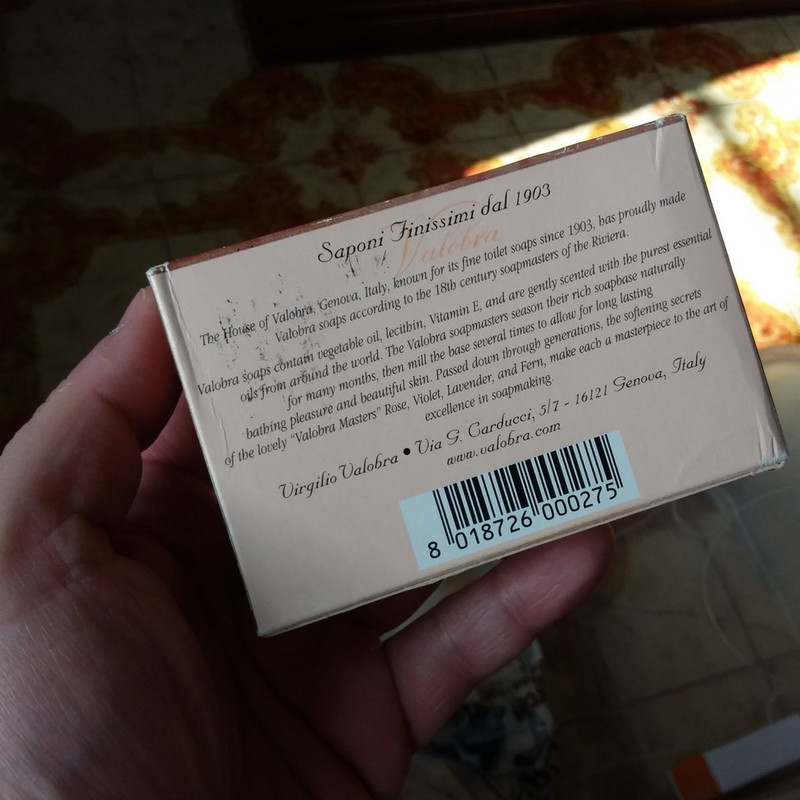 Saponi Finissimi dal 1903
Valobra
The House of Valobra, Genova, Italy, known for its fine toilet soaps since 1903, has proudly made
Valobra soaps according to the 18th century soapmasters of the Riviera.
Valobra soaps contain vegetable oil, lecithin, Vitamin E, and are gently scented with the purest essential
oils from around the world. The Valobra soapmasters season their rich soapbase naturally
for many months, then mill the base several times to allow for long lasting
bathing pleasure and beautiful skin. Passed down through generations, the softening secrets
of the lovely "Valobra Masters" Rose, Violet, Lavender, and Fern, make each a masterpiece to the art of
excellence in soapmaking.
Virgilio Valobra • Via G. Carducci, 5/7 - 16121 Genova, Italy
www.valobra.com
8 018726 000275